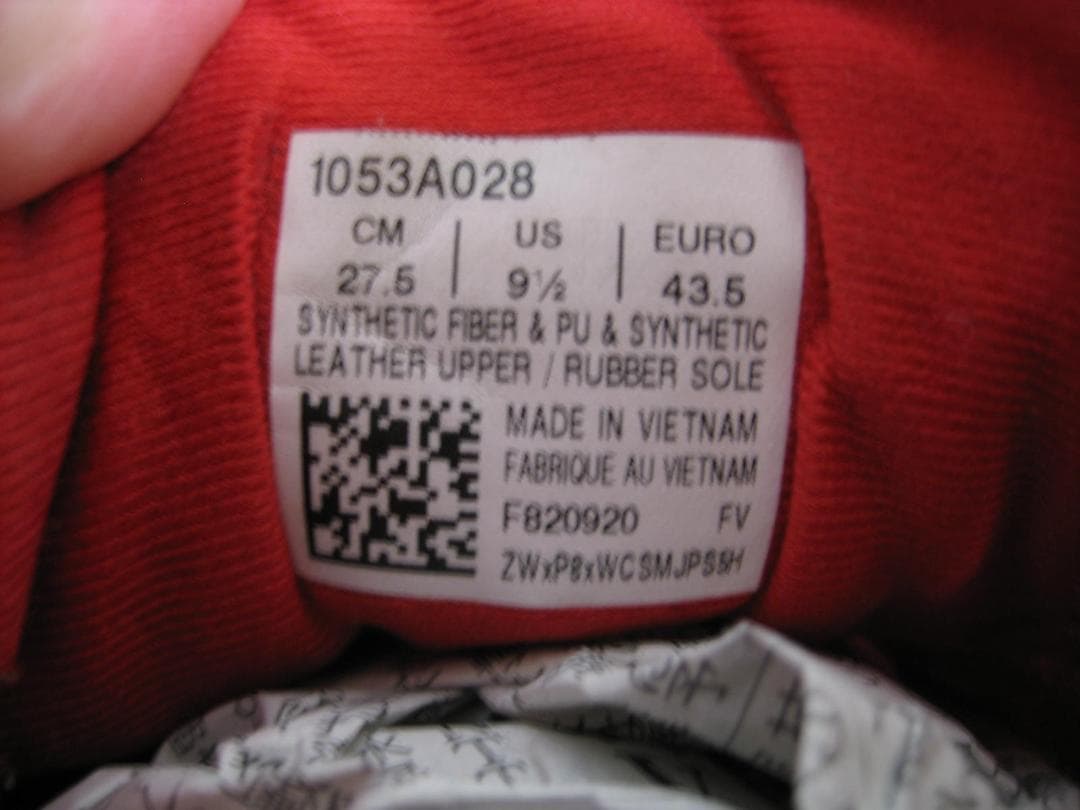 1053A028
CM | US | EURO
27.5 | 9½ | 43.5
SYNTHETIC FIBER & PU & SYNTHETIC
LEATHER UPPER / RUBBER SOLE
MADE IN VIETNAM
FABRIQUE AU VIETNAM
F820920 FV